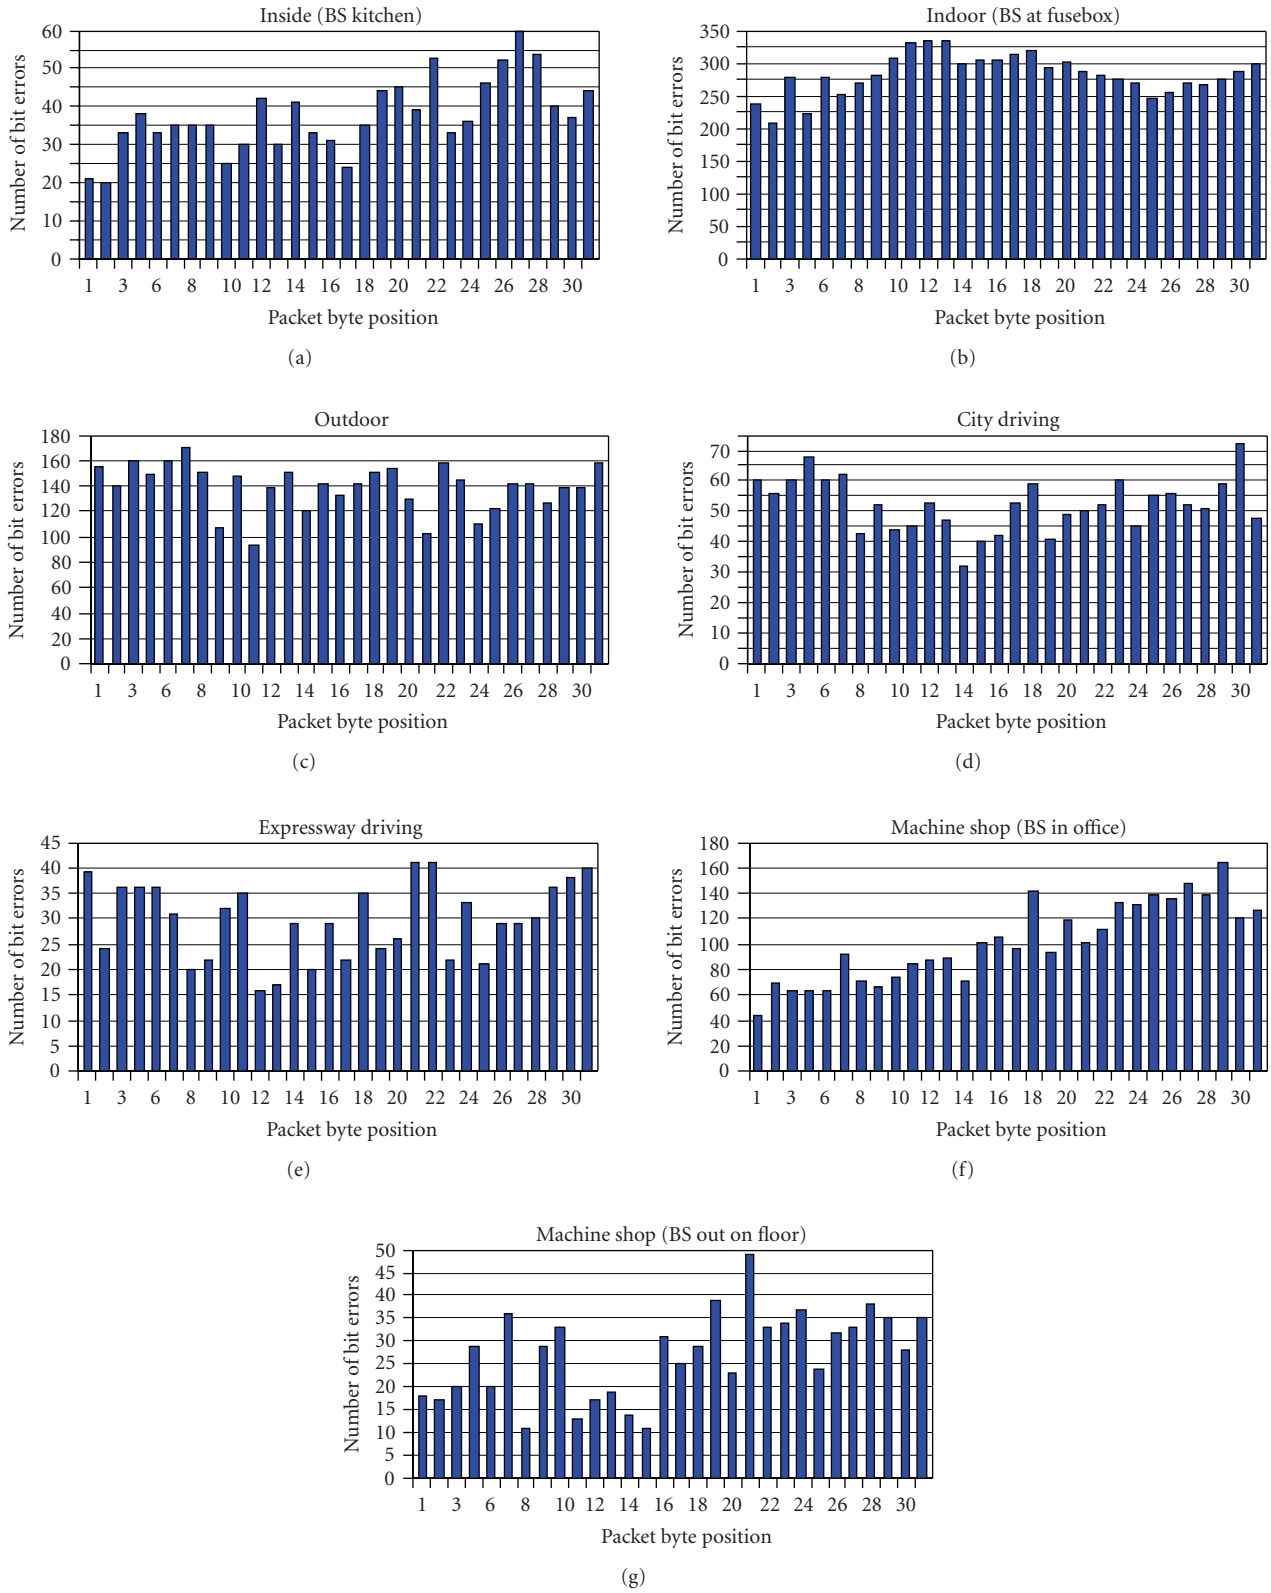 Inside (BS kitchen)
Number of bit errors
60
50
40
30
20
10
0
1 3 6 8 10 12 14 16 18 20 22 24 26 28 30
Packet byte position
(a)
Indoor (BS at fusebox)
Number of bit errors
350
300
250
200
150
100
50
0
1 3 6 8 10 12 14 16 18 20 22 24 26 28 30
Packet byte position
(b)
Outdoor
Number of bit errors
180
160
140
120
100
80
60
40
20
0
1 3 6 8 10 12 14 16 18 20 22 24 26 28 30
Packet byte position
(c)
City driving
Number of bit errors
70
60
50
40
30
20
10
0
1 3 6 8 10 12 14 16 18 20 22 24 26 28 30
Packet byte position
(d)
Expressway driving
Number of bit errors
45
40
35
30
25
20
15
10
5
0
1 3 6 8 10 12 14 16 18 20 22 24 26 28 30
Packet byte position
(e)
Machine shop (BS in office)
Number of bit errors
180
160
140
120
100
80
60
40
20
0
1 3 6 8 10 12 14 16 18 20 22 24 26 28 30
Packet byte position
(f)
Machine shop (BS out on floor)
Number of bit errors
50
45
40
35
30
25
20
15
10
5
0
1 3 6 8 10 12 14 16 18 20 22 24 26 28 30
Packet byte position
(g)